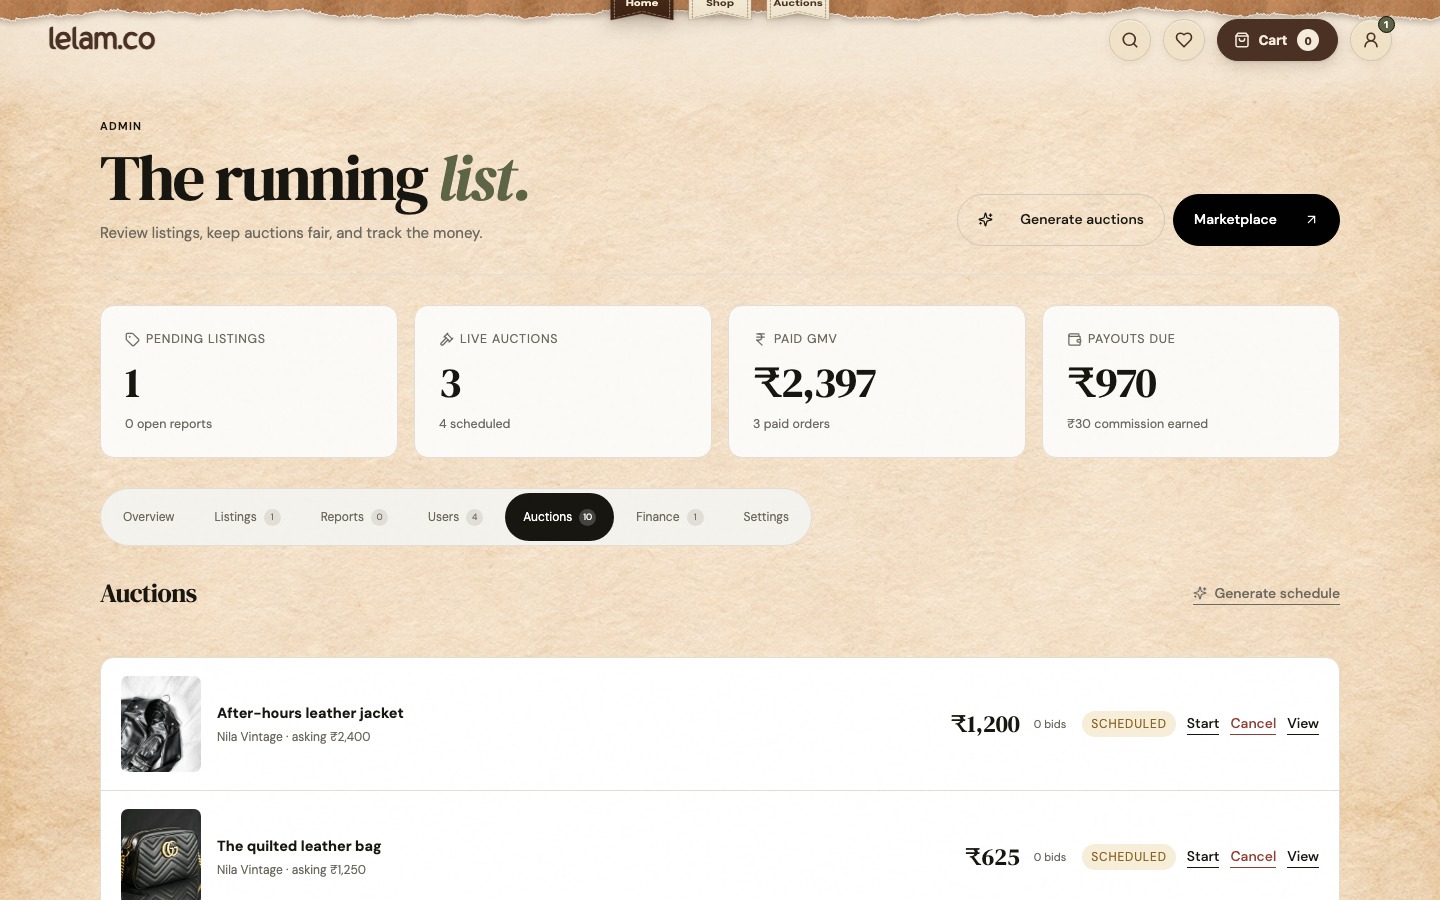 Home
Shop
Auctions
lelam.co
Cart 0
1
ADMIN
The running list.
Review listings, keep auctions fair, and track the money.
Generate auctions
Marketplace
PENDING LISTINGS
1
0 open reports
LIVE AUCTIONS
3
4 scheduled
PAID GMV
₹2,397
3 paid orders
PAYOUTS DUE
₹970
₹30 commission earned
Overview
Listings 1
Reports 0
Users 4
Auctions 10
Finance 1
Settings
Auctions
Generate schedule
After-hours leather jacket
Nila Vintage · asking ₹2,400
₹1,200 0 bids SCHEDULED Start Cancel View
The quilted leather bag
Nila Vintage · asking ₹1,250
₹625 0 bids SCHEDULED Start Cancel View